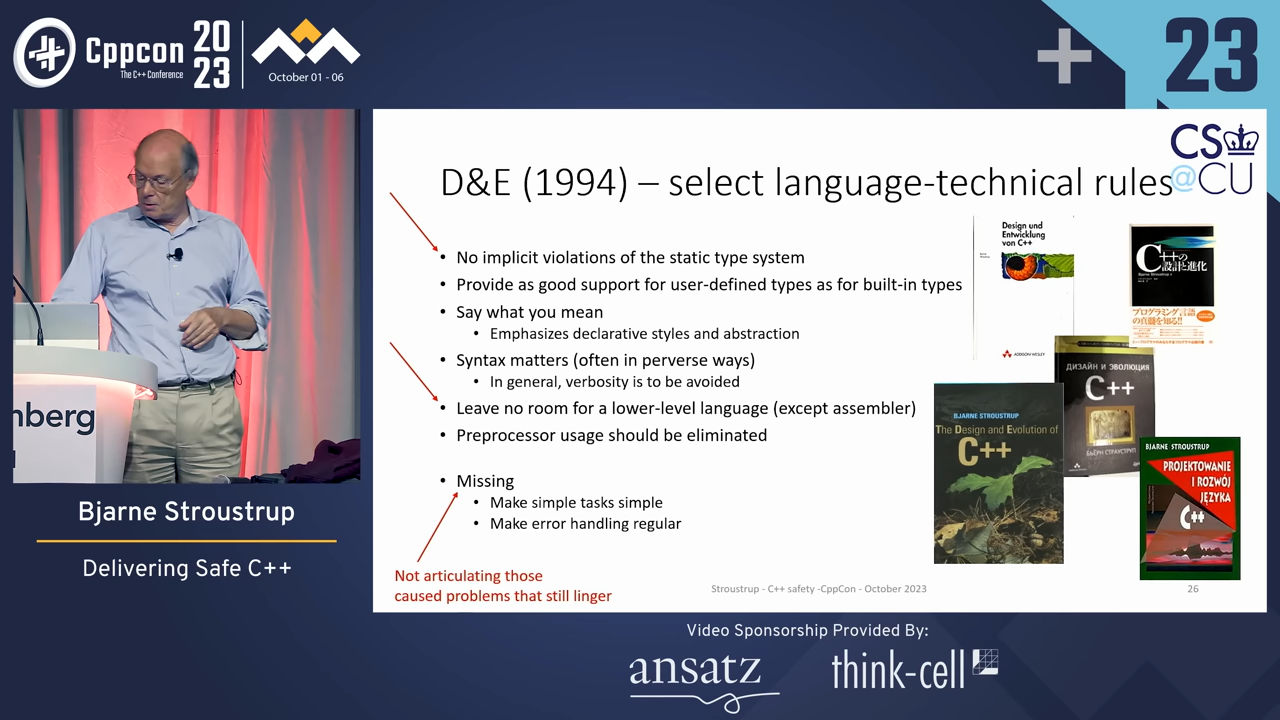 Cppcon
The C++ Conference
20
23
October 01 - 06
23
CS
@CU
D&E (1994) – select language-technical rules
• No implicit violations of the static type system
• Provide as good support for user-defined types as for built-in types
• Say what you mean
• Emphasizes declarative styles and abstraction
• Syntax matters (often in perverse ways)
• In general, verbosity is to be avoided
• Leave no room for a lower-level language (except assembler)
• Preprocessor usage should be eliminated
• Missing
• Make simple tasks simple
• Make error handling regular
Not articulating those
caused problems that still linger
Stroustrup - C++ safety -CppCon - October 2023
26
Design und
Entwicklung
von C++
ADDISON WESLEY
C++の
設計と進化
プログラミング言語
の真髄を知る!!
ДИЗАЙН И ЭВОЛЮЦИЯ
C++
БЬЁРН СТРАУСТРУП
BJARNE STROUSTRUP
The Design and Evolution of
C++
BJARNE STROUSTRUP
PROJEKTOWANIE
I ROZWÓJ
JĘZYKA
C++
nberg
Bjarne Stroustrup
Delivering Safe C++
Video Sponsorship Provided By:
ansatz
think-cell